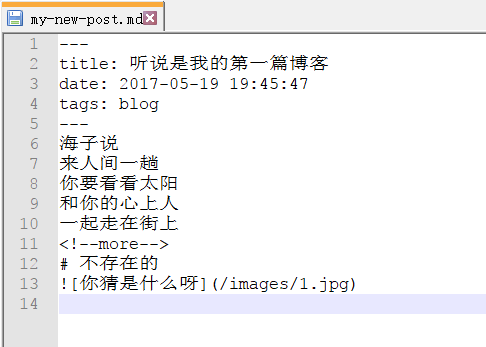 my-new-post.md
1 ---
2 title: 听说是我的第一篇博客
3 date: 2017-05-19 19:45:47
4 tags: blog
5 ---
6 海子说
7 来人间一趟
8 你要看看太阳
9 和你的心上人
10 一起走在街上
11 <!--more-->
12 # 不存在的
13 ![你猜是什么呀](/images/1.jpg)
14